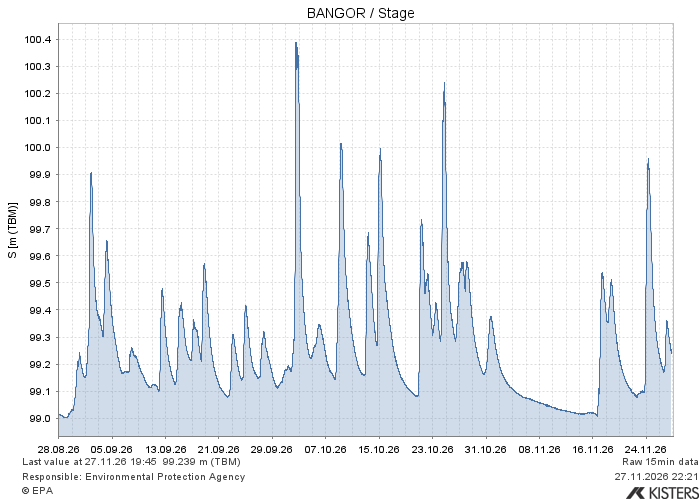 BANGOR / Stage
S [m (TBM)]
100.4
100.3
100.2
100.1
100.0
99.9
99.8
99.7
99.6
99.5
99.4
99.3
99.2
99.1
99.0
28.08.26 05.09.26 13.09.26 21.09.26 29.09.26 07.10.26 15.10.26 23.10.26 31.10.26 08.11.26 16.11.26 24.11.26
Last value at 27.11.26 19:45 99.239 m (TBM) Raw 15min data
Responsible: Environmental Protection Agency 27.11.2026 22:21
© EPA
KISTERS